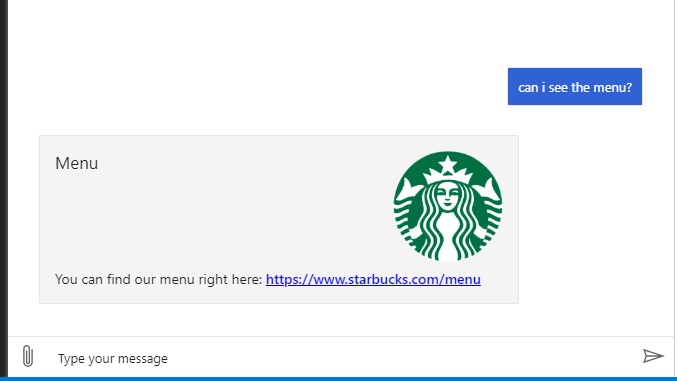 can i see the menu?
Menu
You can find our menu right here: https://www.starbucks.com/menu
Type your message